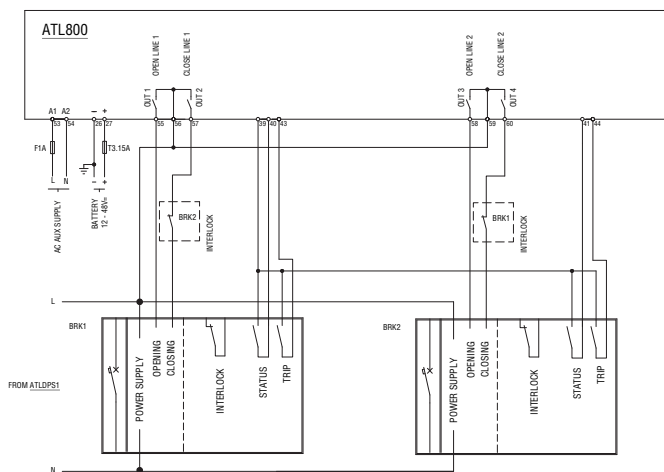 ATL800
OPEN LINE 1
CLOSE LINE 1
OPEN LINE 2
CLOSE LINE 2
OUT 1
OUT 2
OUT 3
OUT 4
A1 A2 - +
53 54 26 27 55 56 57 39 40 43 58 59 60 41 44
F1A
T3.15A
L N - +
AC AUX SUPPLY
BATTERY
12 - 48V=
BRK2
INTERLOCK
BRK1
INTERLOCK
L
BRK1
BRK2
FROM ATLDPS1
POWER SUPPLY
OPENING
CLOSING
INTERLOCK
STATUS
TRIP
POWER SUPPLY
OPENING
CLOSING
INTERLOCK
STATUS
TRIP
N